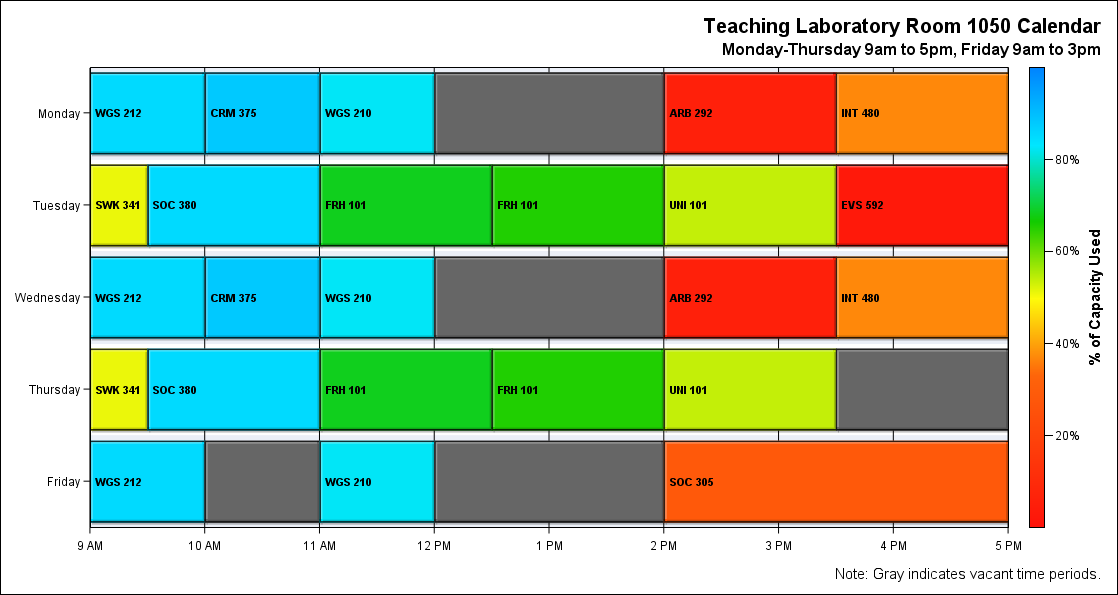 Teaching Laboratory Room 1050 Calendar
Monday-Thursday 9am to 5pm, Friday 9am to 3pm
Monday
WGS 212
CRM 375
WGS 210
ARB 292
INT 480
Tuesday
SWK 341
SOC 380
FRH 101
FRH 101
UNI 101
EVS 592
Wednesday
WGS 212
CRM 375
WGS 210
ARB 292
INT 480
Thursday
SWK 341
SOC 380
FRH 101
FRH 101
UNI 101
Friday
WGS 212
WGS 210
SOC 305
9 AM
10 AM
11 AM
12 PM
1 PM
2 PM
3 PM
4 PM
5 PM
80%
60%
40%
20%
% of Capacity Used
Note: Gray indicates vacant time periods.